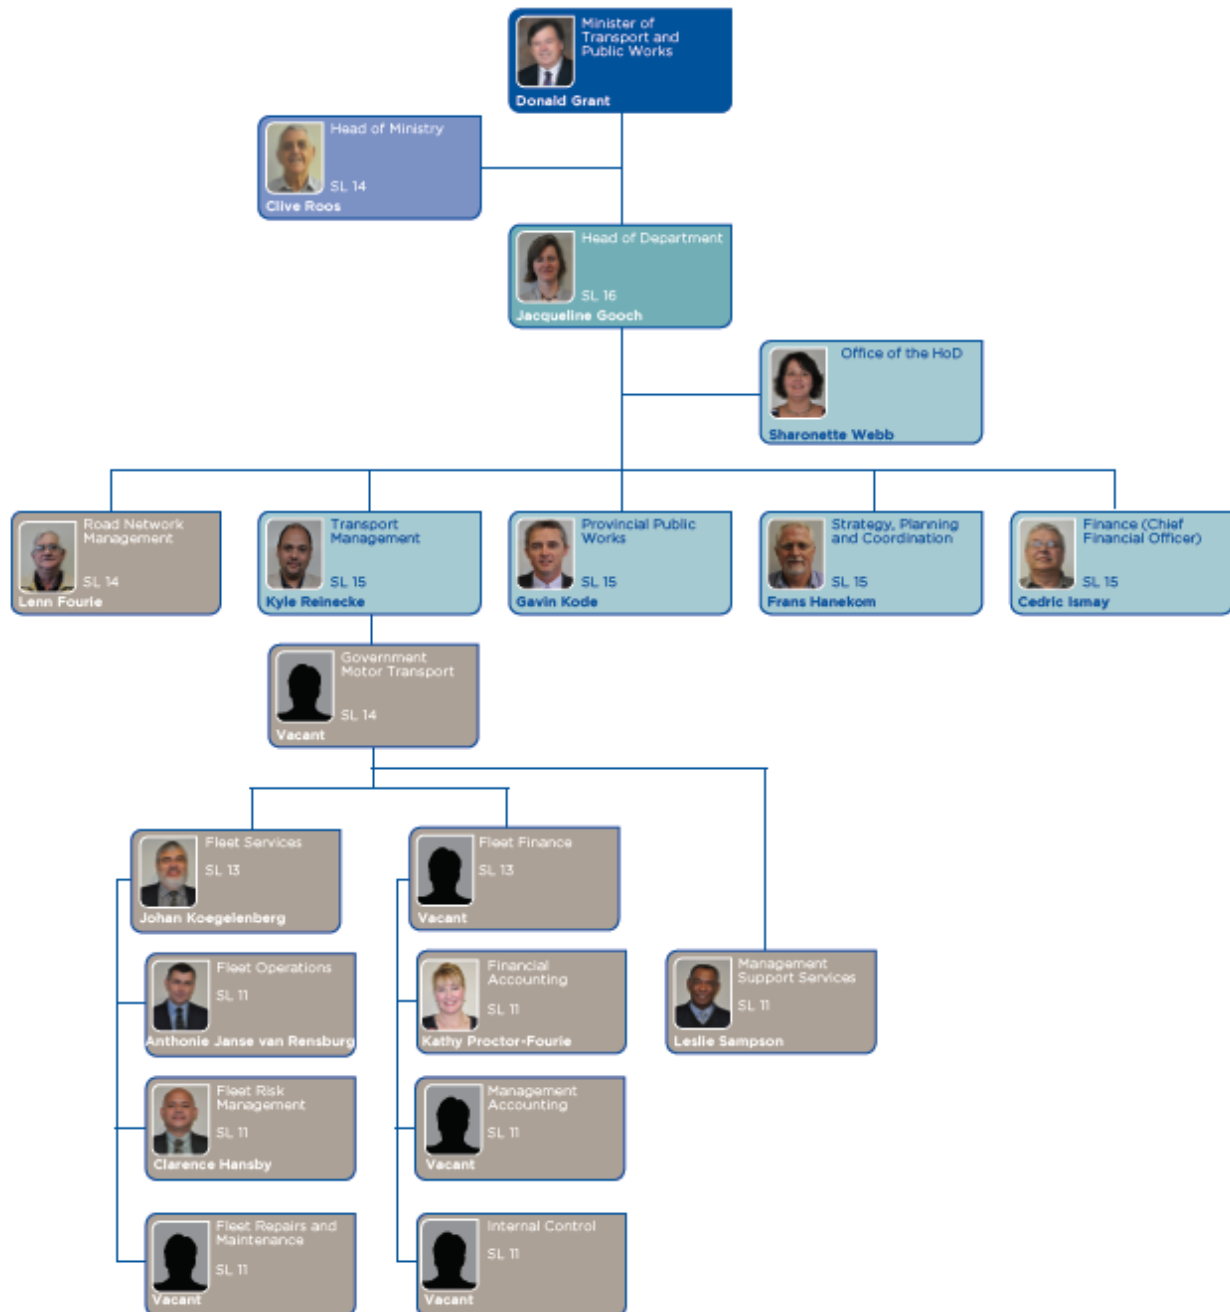 Minister of
Transport and
Public Works
Donald Grant
Head of Ministry
SL 14
Clive Roos
Head of Department
SL 16
Jacqueline Gooch
Office of the HoD
Sharonette Webb
Road Network
Management
SL 14
Lenn Fourie
Transport
Management
SL 15
Kyle Reinecke
Provincial Public
Works
SL 15
Gavin Kode
Strategy, Planning
and Coordination
SL 15
Frans Hanekom
Finance (Chief
Financial Officer)
SL 15
Cedric Ismay
Government
Motor Transport
SL 14
Vacant
Fleet Services
SL 13
Johan Koegelenberg
Fleet Finance
SL 13
Vacant
Fleet Operations
SL 11
Anthonie Janse van Rensburg
Financial
Accounting
SL 11
Kathy Proctor-Fourie
Management
Support Services
SL 11
Leslie Sampson
Fleet Risk
Management
SL 11
Clarence Hansby
Management
Accounting
SL 11
Vacant
Fleet Repairs and
Maintenance
SL 11
Vacant
Internal Control
SL 11
Vacant